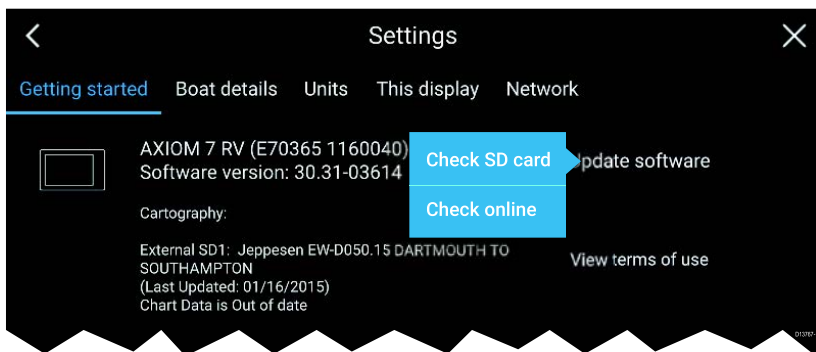 Settings
Getting started Boat details Units This display Network
AXIOM 7 RV (E70365 1160040)
Software version: 30.31-03614
Check SD card
Update software
Check online
Cartography:
External SD1: Jeppesen EW-D050.15 DARTMOUTH TO
SOUTHAMPTON
(Last Updated: 01/16/2015)
Chart Data is Out of date
View terms of use